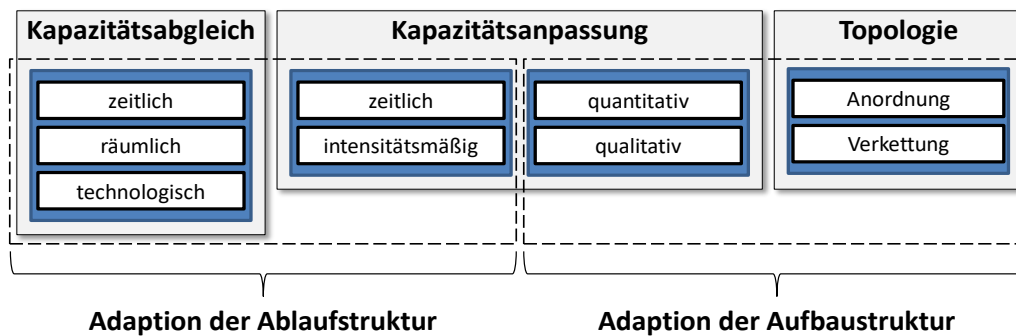 Kapazitätsabgleich
zeitlich
räumlich
technologisch
Kapazitätsanpassung
zeitlich
intensitätsmäßig
quantitativ
qualitativ
Topologie
Anordnung
Verkettung
Adaption der Ablaufstruktur
Adaption der Aufbaustruktur